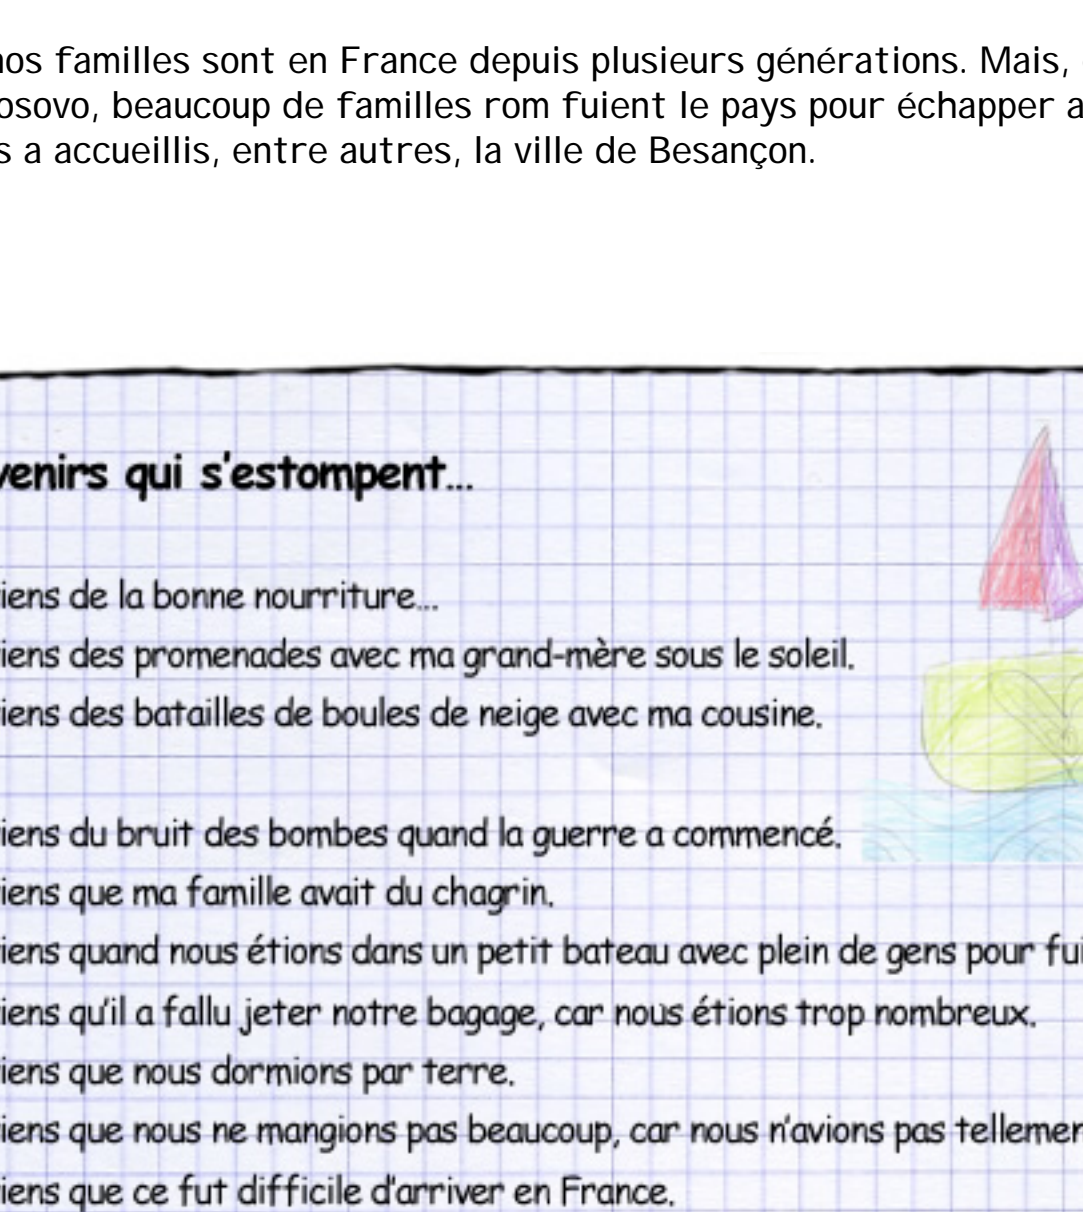 nos familles sont en France depuis plusieurs générations. Mais,
osovo, beaucoup de familles rom fuient le pays pour échapper a
s a accueillis, entre autres, la ville de Besançon.
venirs qui s'estompent...
iens de la bonne nourriture...
iens des promenades avec ma grand-mère sous le soleil.
iens des batailles de boules de neige avec ma cousine.
iens du bruit des bombes quand la guerre a commencé.
iens que ma famille avait du chagrin.
iens quand nous étions dans un petit bateau avec plein de gens pour fui
iens qu'il a fallu jeter notre bagage, car nous étions trop nombreux.
iens que nous dormions par terre.
iens que nous ne mangions pas beaucoup, car nous n'avions pas tellemen
iens que ce fut difficile d'arriver en France.